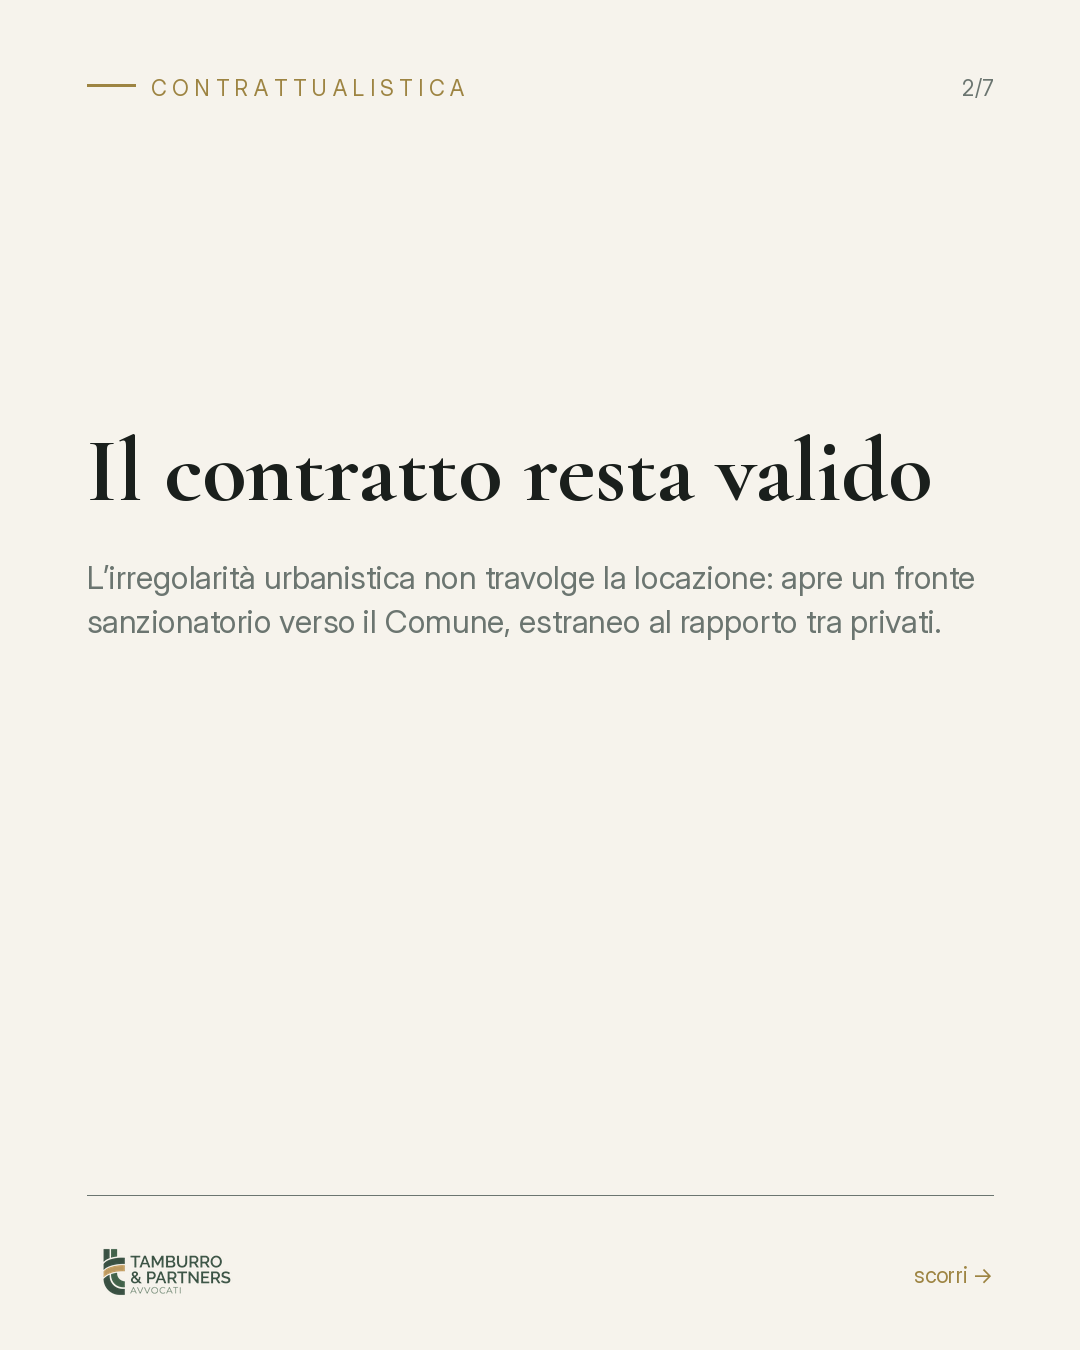 CONTRATTUALISTICA
2/7
Il contratto resta valido
L’irregolarità urbanistica non travolge la locazione: apre un fronte
sanzionatorio verso il Comune, estraneo al rapporto tra privati.
TAMBURRO
& PARTNERS
AVVOCATI
scorri →